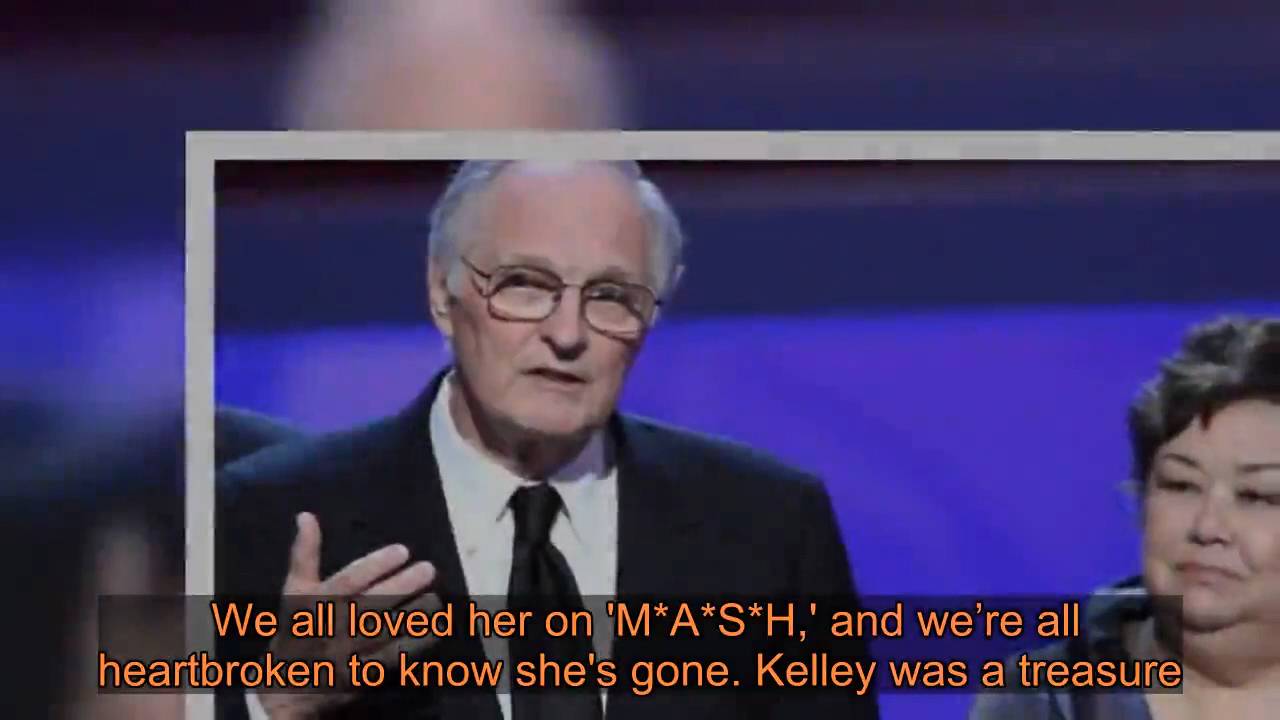 We all loved her on 'M*A*S*H,' and we’re all
heartbroken to know she's gone. Kelley was a treasure